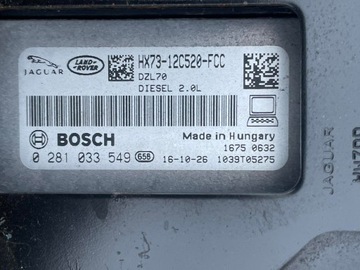 HX73-12C520-FCC
DZL70
DIESEL 2.0L
JAGUAR
LAND-
ROVER
BOSCH
Made in Hungary
1675 0632
0 281 033 549 658
16-10-26 1039T05275
JAGUAR